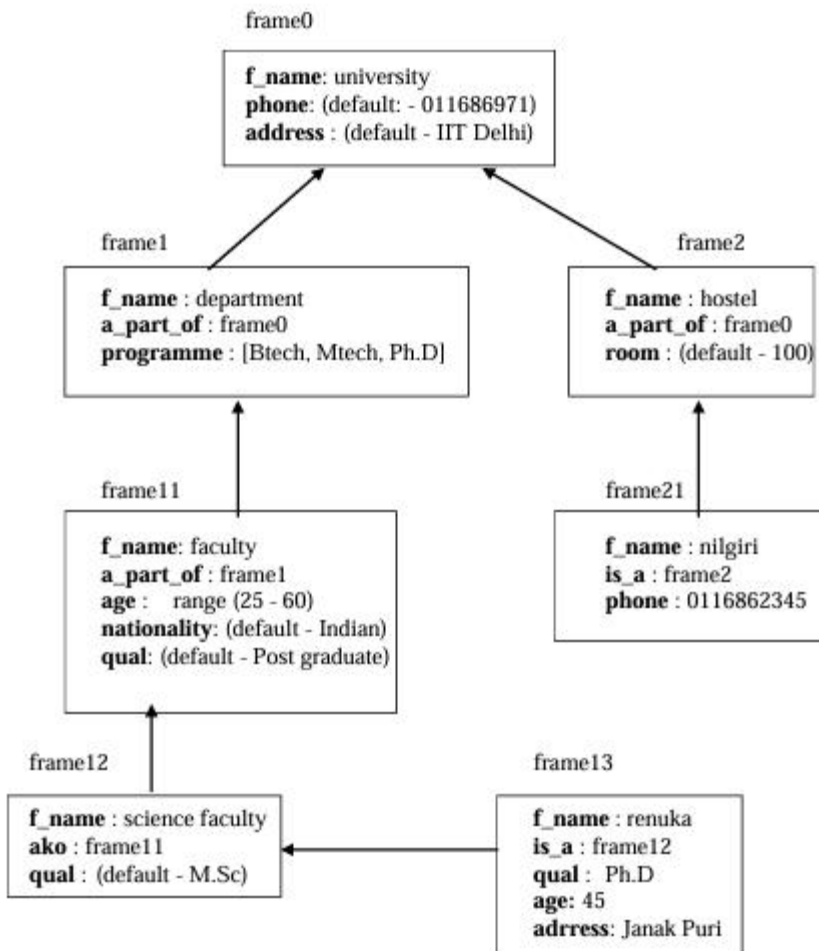 frame0
f_name: university
phone: (default: - 011686971)
address : (default - IIT Delhi)
frame1
f_name : department
a_part_of : frame0
programme : [Btech, Mtech, Ph.D]
frame2
f_name : hostel
a_part_of : frame0
room : (default - 100)
frame11
f_name: faculty
a_part_of : frame1
age : range (25 - 60)
nationality: (default - Indian)
qual: (default - Post graduate)
frame21
f_name : nilgiri
is_a : frame2
phone : 0116862345
frame12
f_name : science faculty
ako : frame11
qual : (default - M.Sc)
frame13
f_name : renuka
is_a : frame12
qual : Ph.D
age: 45
adrress: Janak Puri